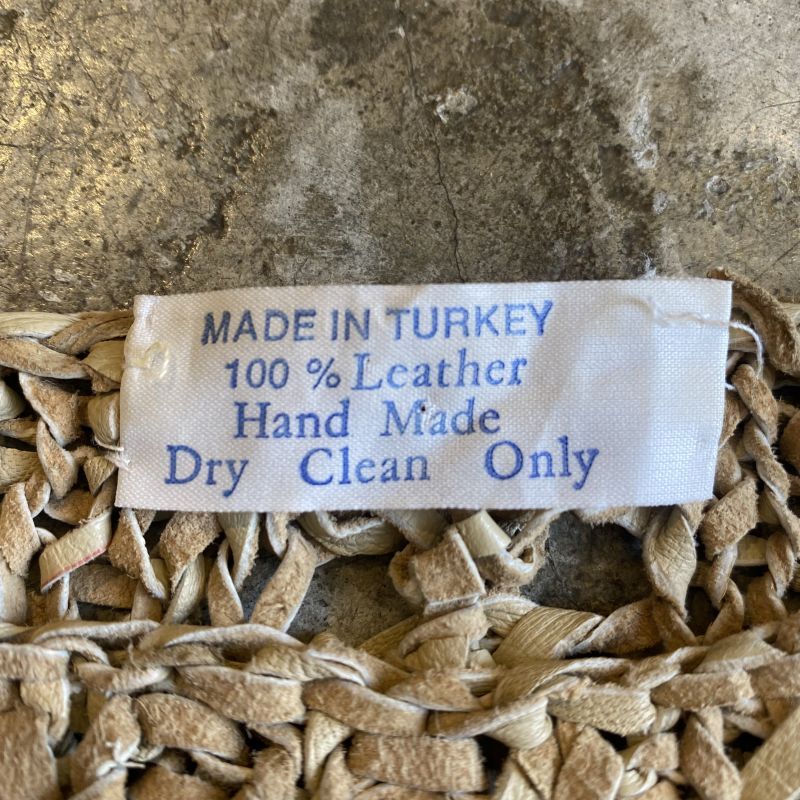 MADE IN TURKEY
100 % Leather
Hand Made
Dry Clean Only